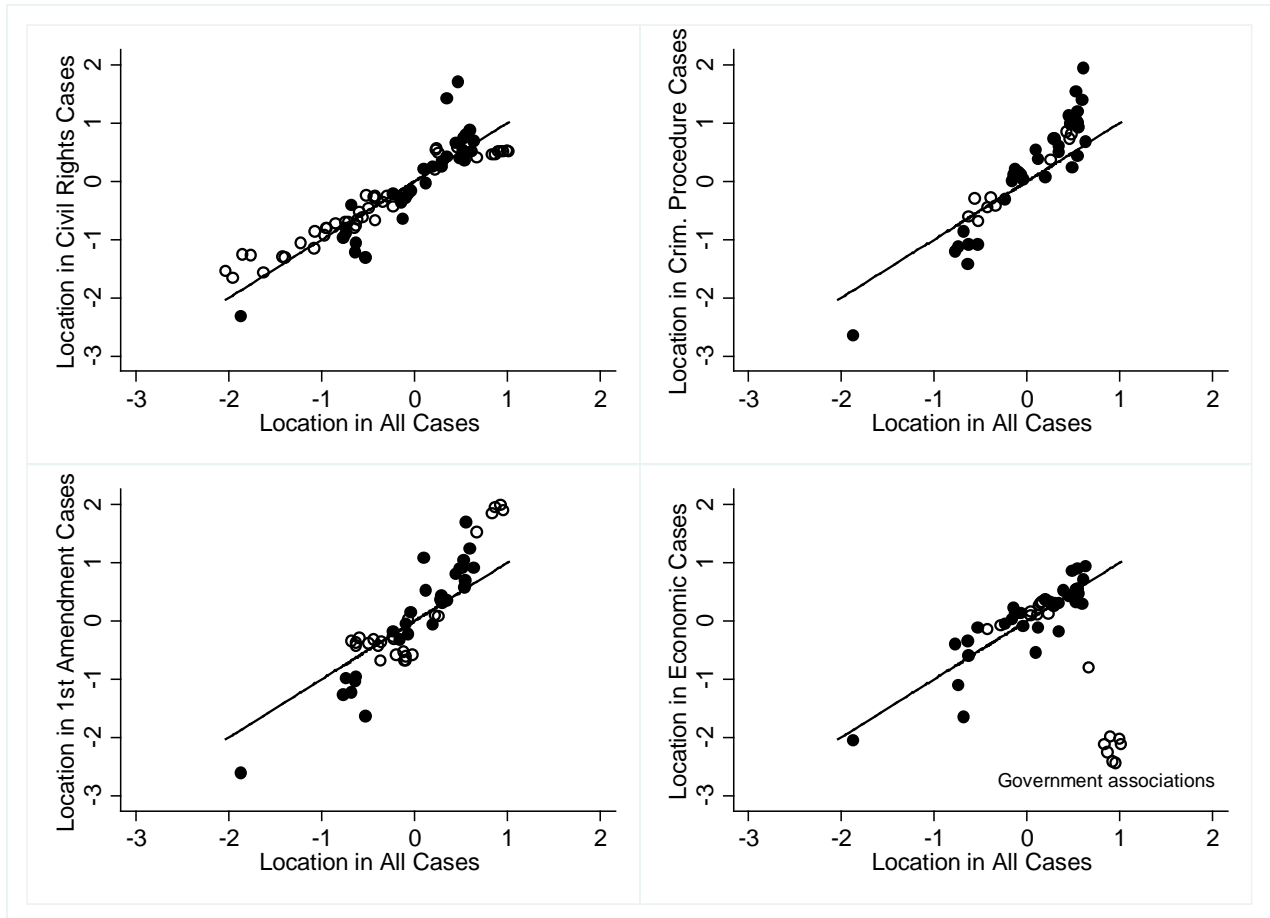 Location in Civil Rights Cases
2
1
0
-1
-2
-3
-3 -2 -1 0 1 2
Location in All Cases
Location in Crim. Procedure Cases
2
1
0
-1
-2
-3
-3 -2 -1 0 1 2
Location in All Cases
Location in 1st Amendment Cases
2
1
0
-1
-2
-3
-3 -2 -1 0 1 2
Location in All Cases
Location in Economic Cases
2
1
0
-1
-2
-3
Government associations
-3 -2 -1 0 1 2
Location in All Cases